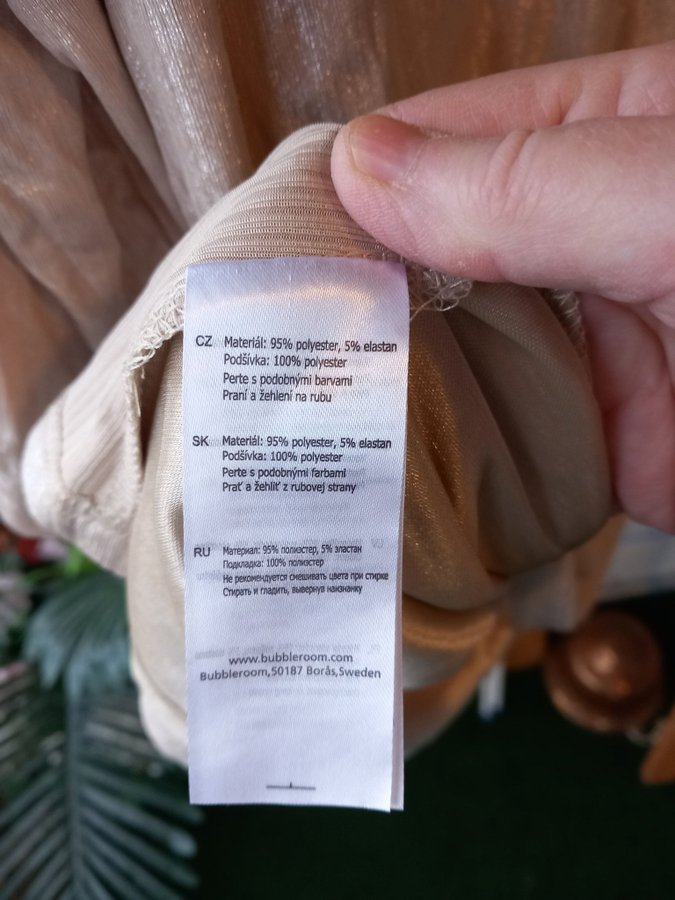 CZ Materiál: 95% polyester, 5% elastan
Podšívka: 100% polyester
Perte s podobnými barvami
Praní a žehlení na rubu
SK Materiál: 95% polyester, 5% elastan
Podšívka: 100% polyester
Perte s podobnými farbami
Prať a žehliť z rubovej strany
RU Материал: 95% полиэстер, 5% эластан
Подкладка: 100% полиэстер
Не рекомендуется смешивать цвета при стирке
Стирать и гладить, вывернув наизнанку
www.bubbleroom.com
Bubbleroom,50187 Borås,Sweden